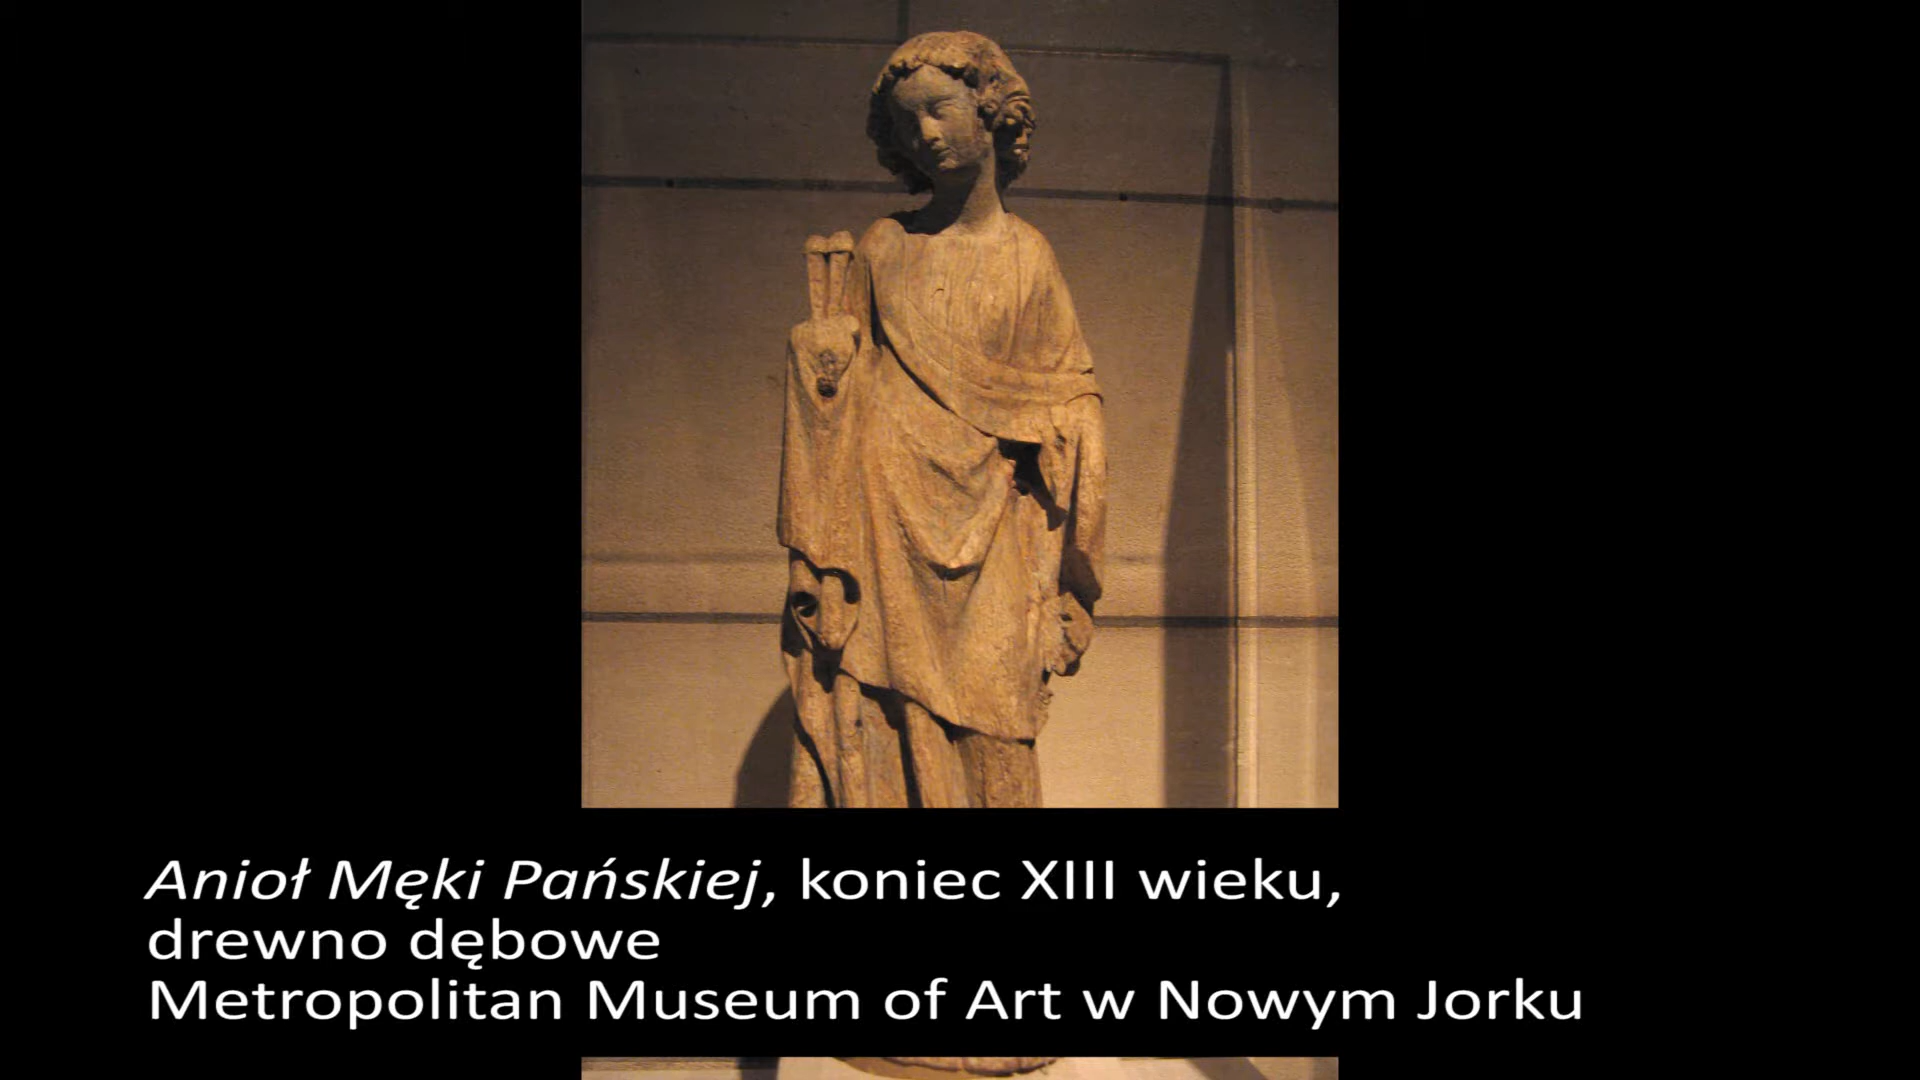 Anioł Męki Pańskiej, koniec XIII wieku,
drewno dębowe
Metropolitan Museum of Art w Nowym Jorku